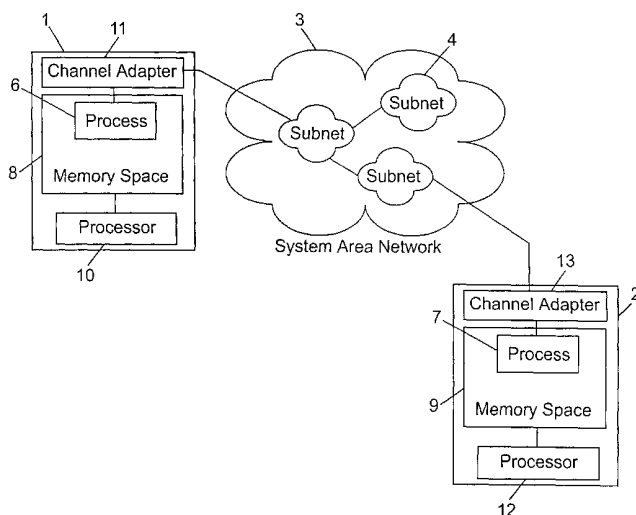 1
11
3
4
Channel Adapter
6
Process
Subnet
Subnet
8
Memory Space
Subnet
Processor
10
System Area Network
13
2
Channel Adapter
7
Process
9
Memory Space
Processor
12